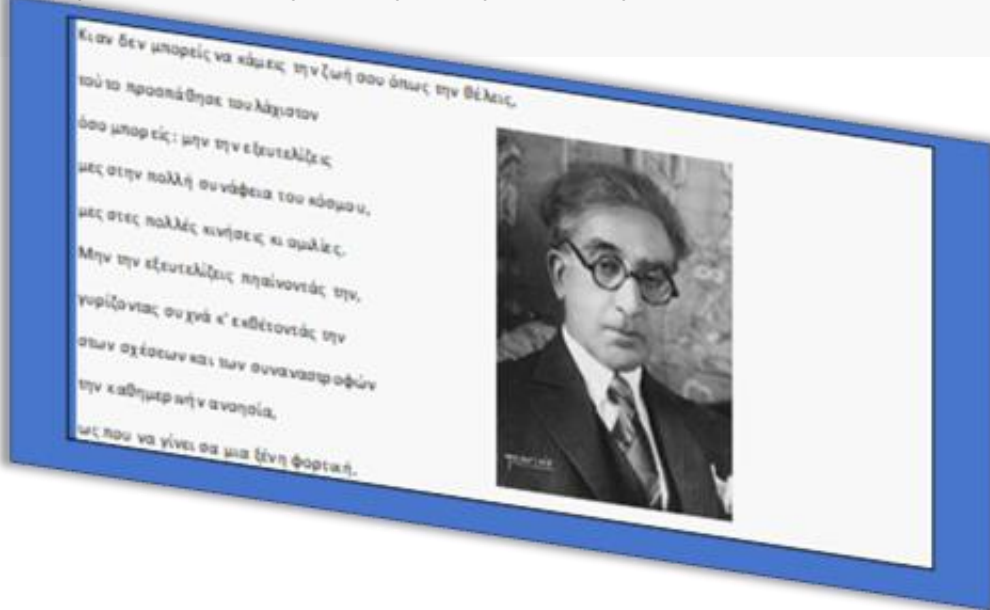 Κι αν δεν μπορείς να κάμεις την ζωή σου όπως την θέλεις,
τούτο προσπάθησε τουλάχιστον
όσο μπορείς: μην την εξευτελίζεις
μες στην πολλή συνάφεια του κόσμου,
μες στες πολλές κινήσεις κι ομιλίες.
Μην την εξευτελίζεις πηαίνοντάς την,
γυρίζοντας συχνά κ' εκθέτοντάς την
στων σχέσεων και των συναναστροφών
την καθημερινήν ανοησία,
ως που να γίνει σα μια ξένη φορτική.